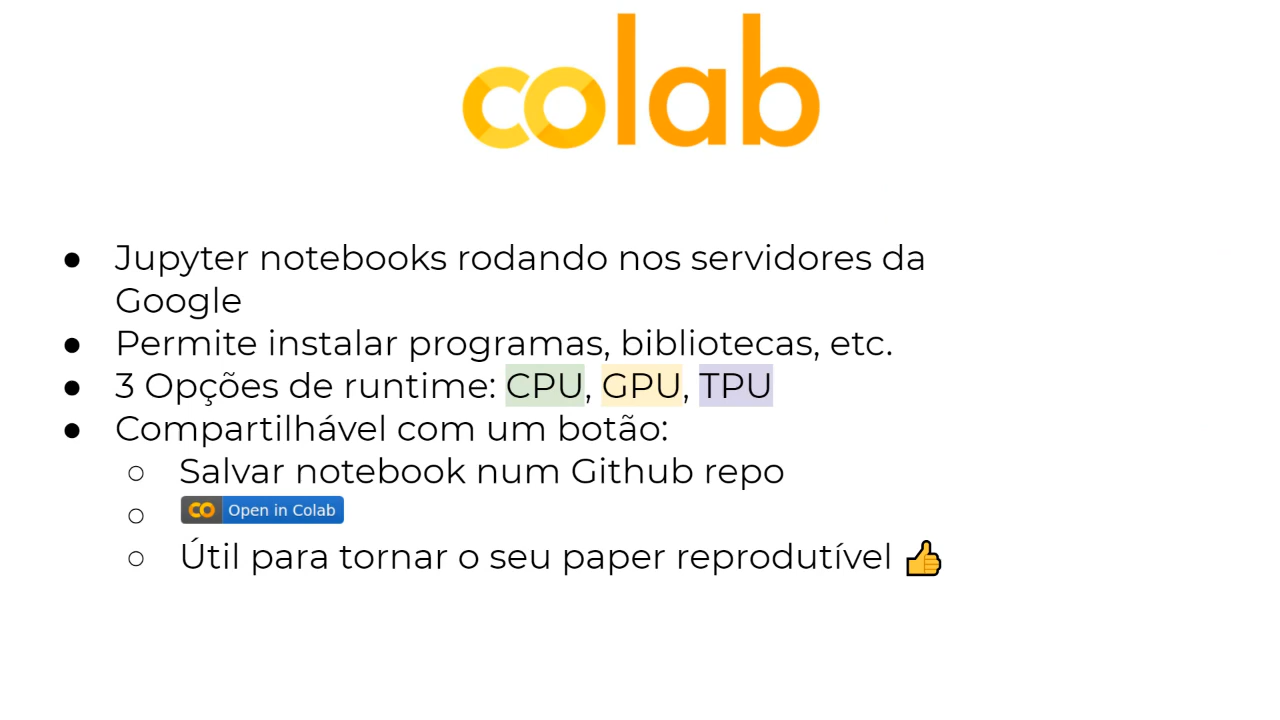 colab
● Jupyter notebooks rodando nos servidores da
Google
● Permite instalar programas, bibliotecas, etc.
● 3 Opções de runtime: CPU, GPU, TPU
● Compartilhável com um botão:
○ Salvar notebook num Github repo
○ CO Open in Colab
○ Útil para tornar o seu paper reprodutível 👍